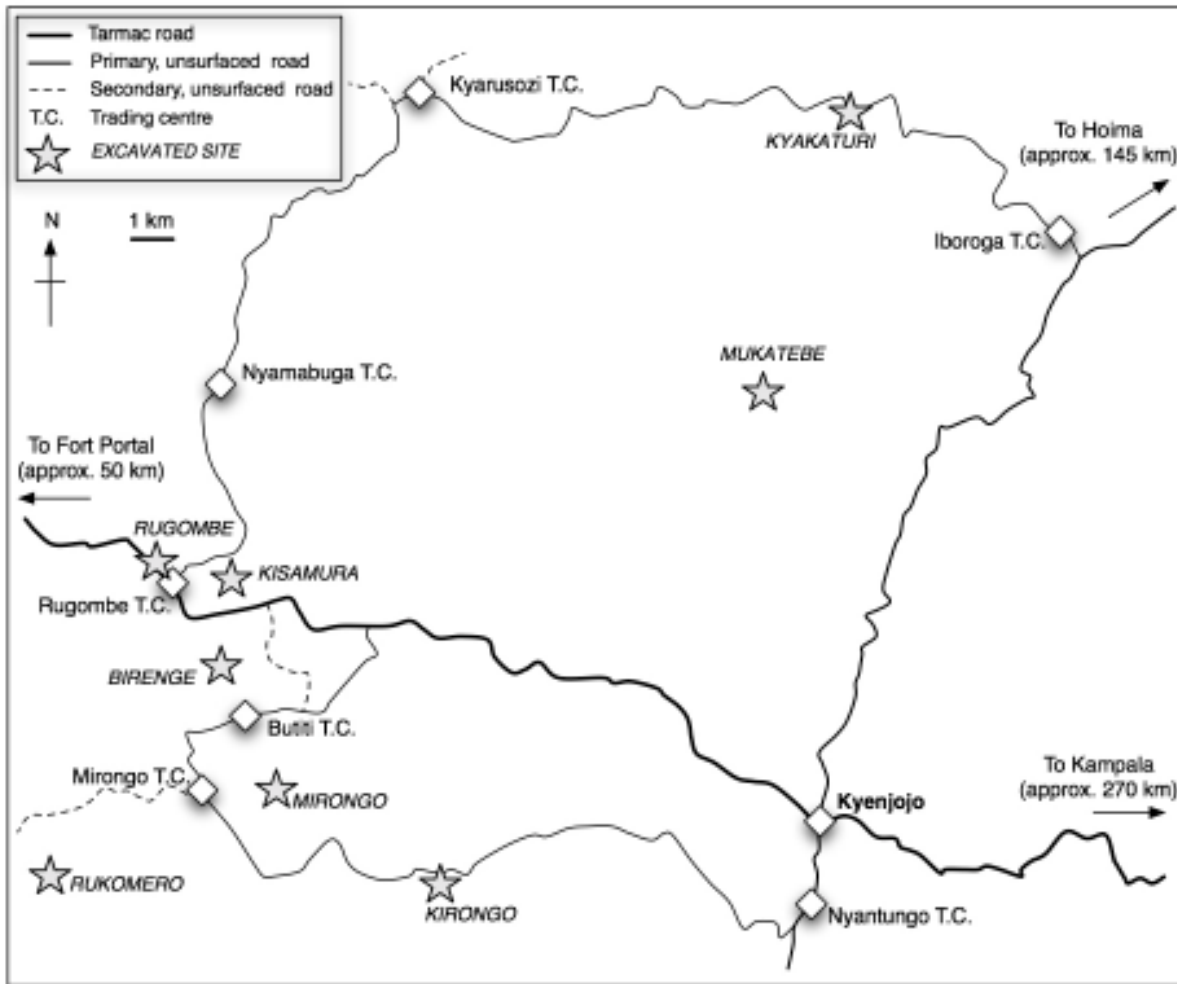 Tarmac road
Primary, unsurfaced road
Secondary, unsurfaced road
T.C. Trading centre
EXCAVATED SITE
N
1 km
Kyarusozi T.C.
KYAKATURI
To Hoima
(approx. 145 km)
Iboroga T.C.
MUKATEBE
Nyamabuga T.C.
To Fort Portal
(approx. 50 km)
RUGOMBE
KISAMURA
Rugombe T.C.
BIRENGE
Butiti T.C.
Mirongo T.C.
MIRONGO
To Kampala
(approx. 270 km)
Kyenjojo
RUKOMERO
KIRONGO
Nyantungo T.C.